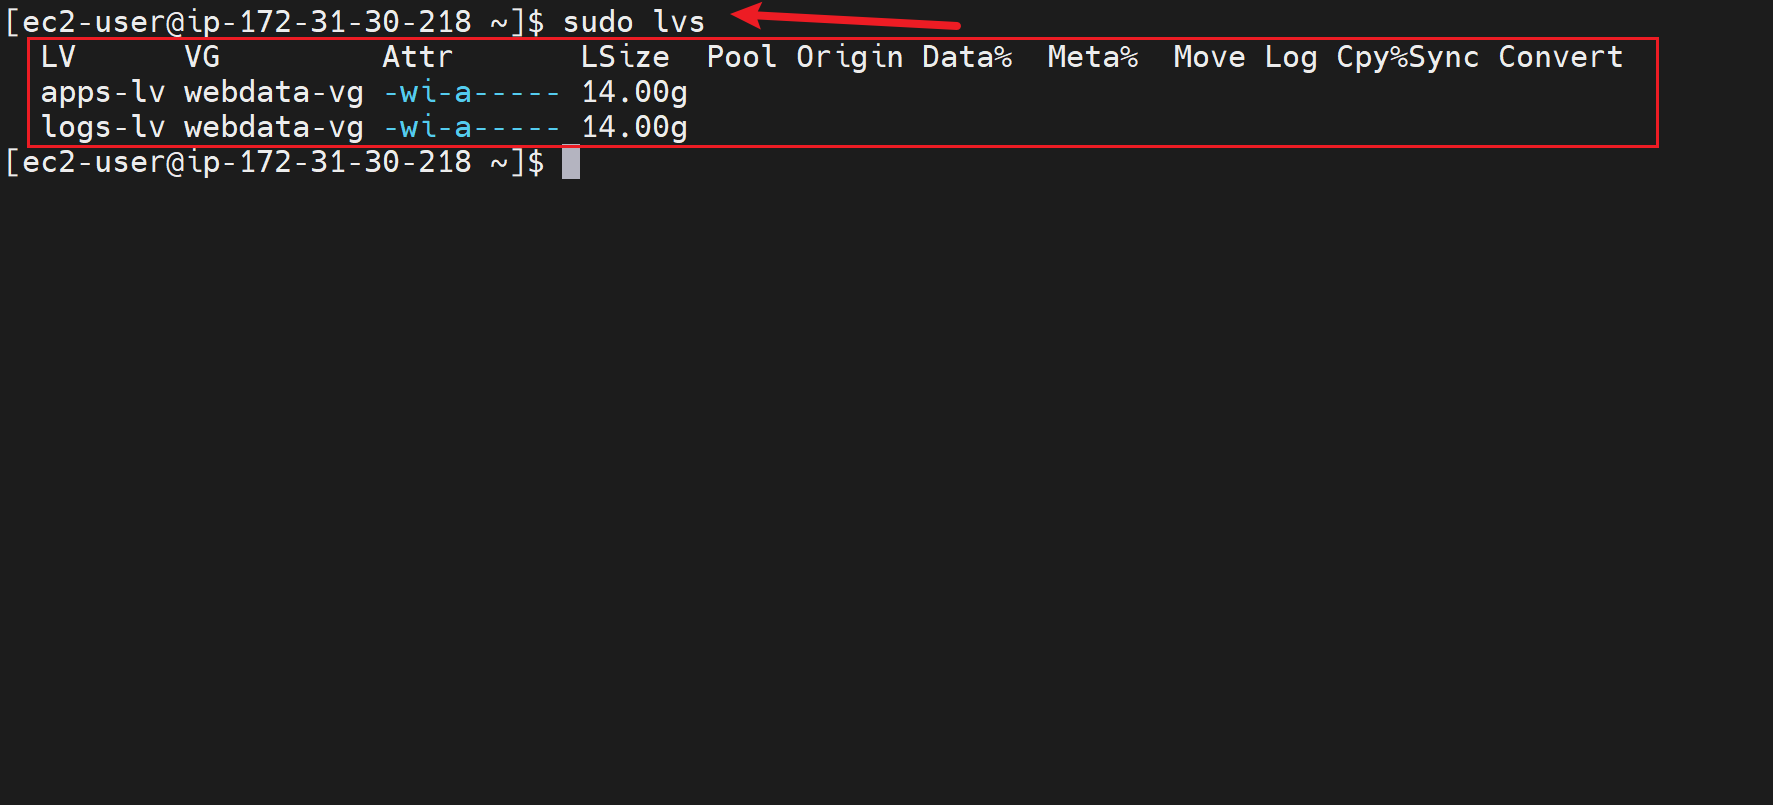 [ec2-user@ip-172-31-30-218 ~]$ sudo lvs
  LV      VG         Attr       LSize  Pool Origin Data%  Meta%  Move Log Cpy%Sync Convert
  apps-lv webdata-vg -wi-a----- 14.00g
  logs-lv webdata-vg -wi-a----- 14.00g
[ec2-user@ip-172-31-30-218 ~]$